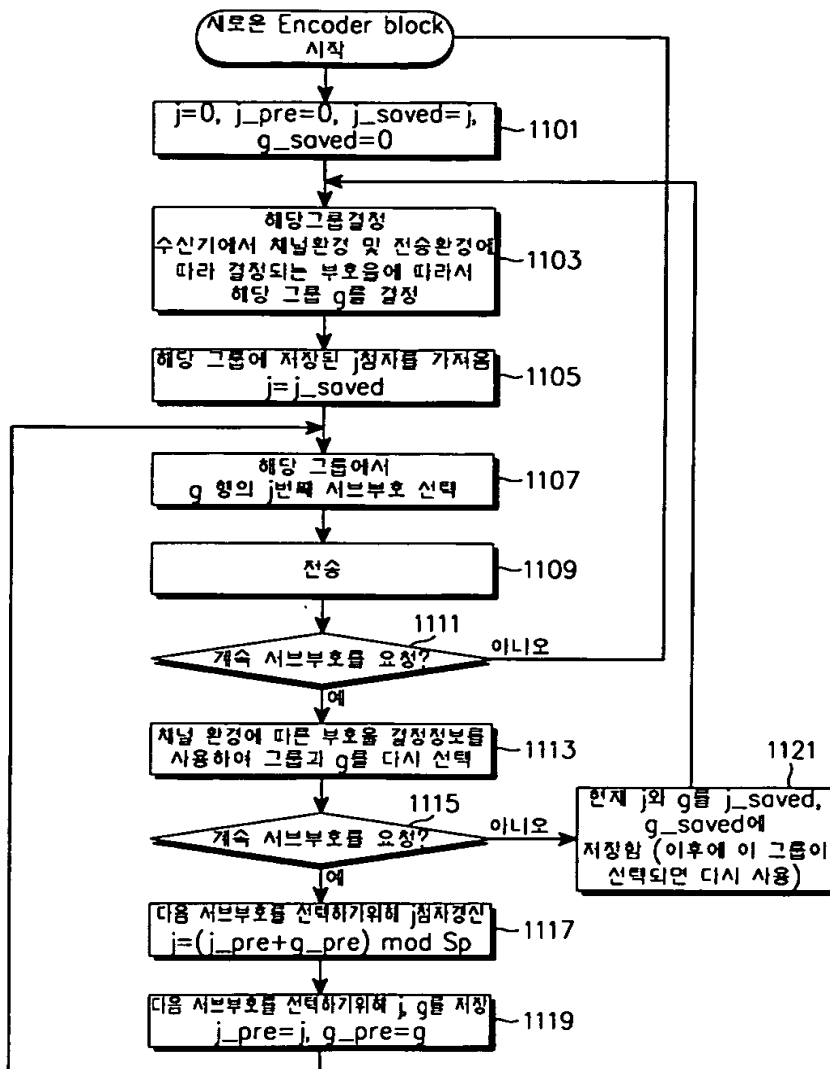 새로운 Encoder block
시작
j=0, j_pre=0, j_saved=j,
g_saved=0
1101
해당그룹결정
수신기에서 채널환경 및 전송환경에
따라 결정되는 부호율에 따라서
해당 그룹 g를 결정
1103
해당 그룹에 저장된 j첨자를 가져옴
j=j_saved
1105
해당 그룹에서
g 행의 j번째 서브부호 선택
1107
전송
1109
1111
계속 서브부호를 요청?
아니오
예
채널 환경에 따른 부호율 결정정보를
사용하여 그룹과 g를 다시 선택
1113
1115
계속 서브부호를 요청?
아니오
예
1121
현재 j와 g를 j_saved,
g_saved에
저장함 (이후에 이 그룹이
선택되면 다시 사용)
다음 서브부호를 선택하기위해 j첨자갱신
j=(j_pre+g_pre) mod Sp
1117
다음 서브부호를 선택하기위해 j, g를 저장
j_pre=j, g_pre=g
1119